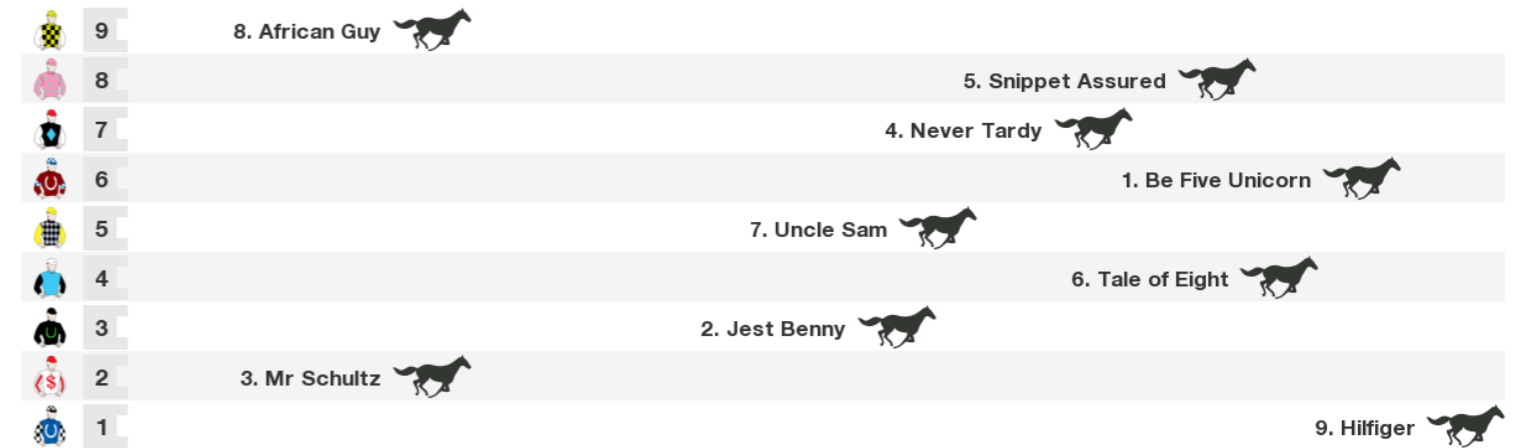 9 8. African Guy
8 5. Snippet Assured
7 4. Never Tardy
6 1. Be Five Unicorn
5 7. Uncle Sam
4 6. Tale of Eight
3 2. Jest Benny
$ 2 3. Mr Schultz
1 9. Hilfiger